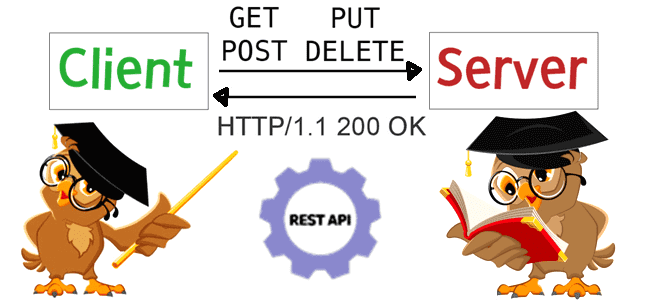 Client
GET PUT
POST DELETE
Server
HTTP/1.1 200 OK
REST API